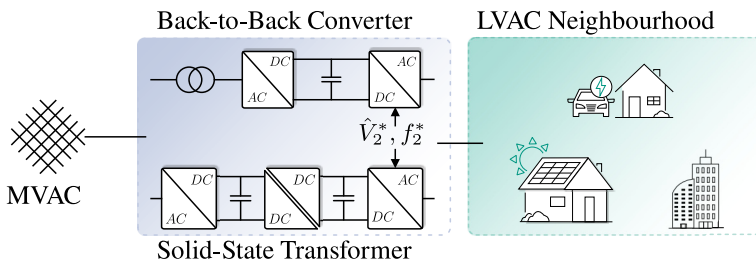 Back-to-Back Converter
LVAC Neighbourhood
DC AC
AC DC
V̂₂*, f₂*
MVAC
DC DC AC
AC DC DC
Solid-State Transformer